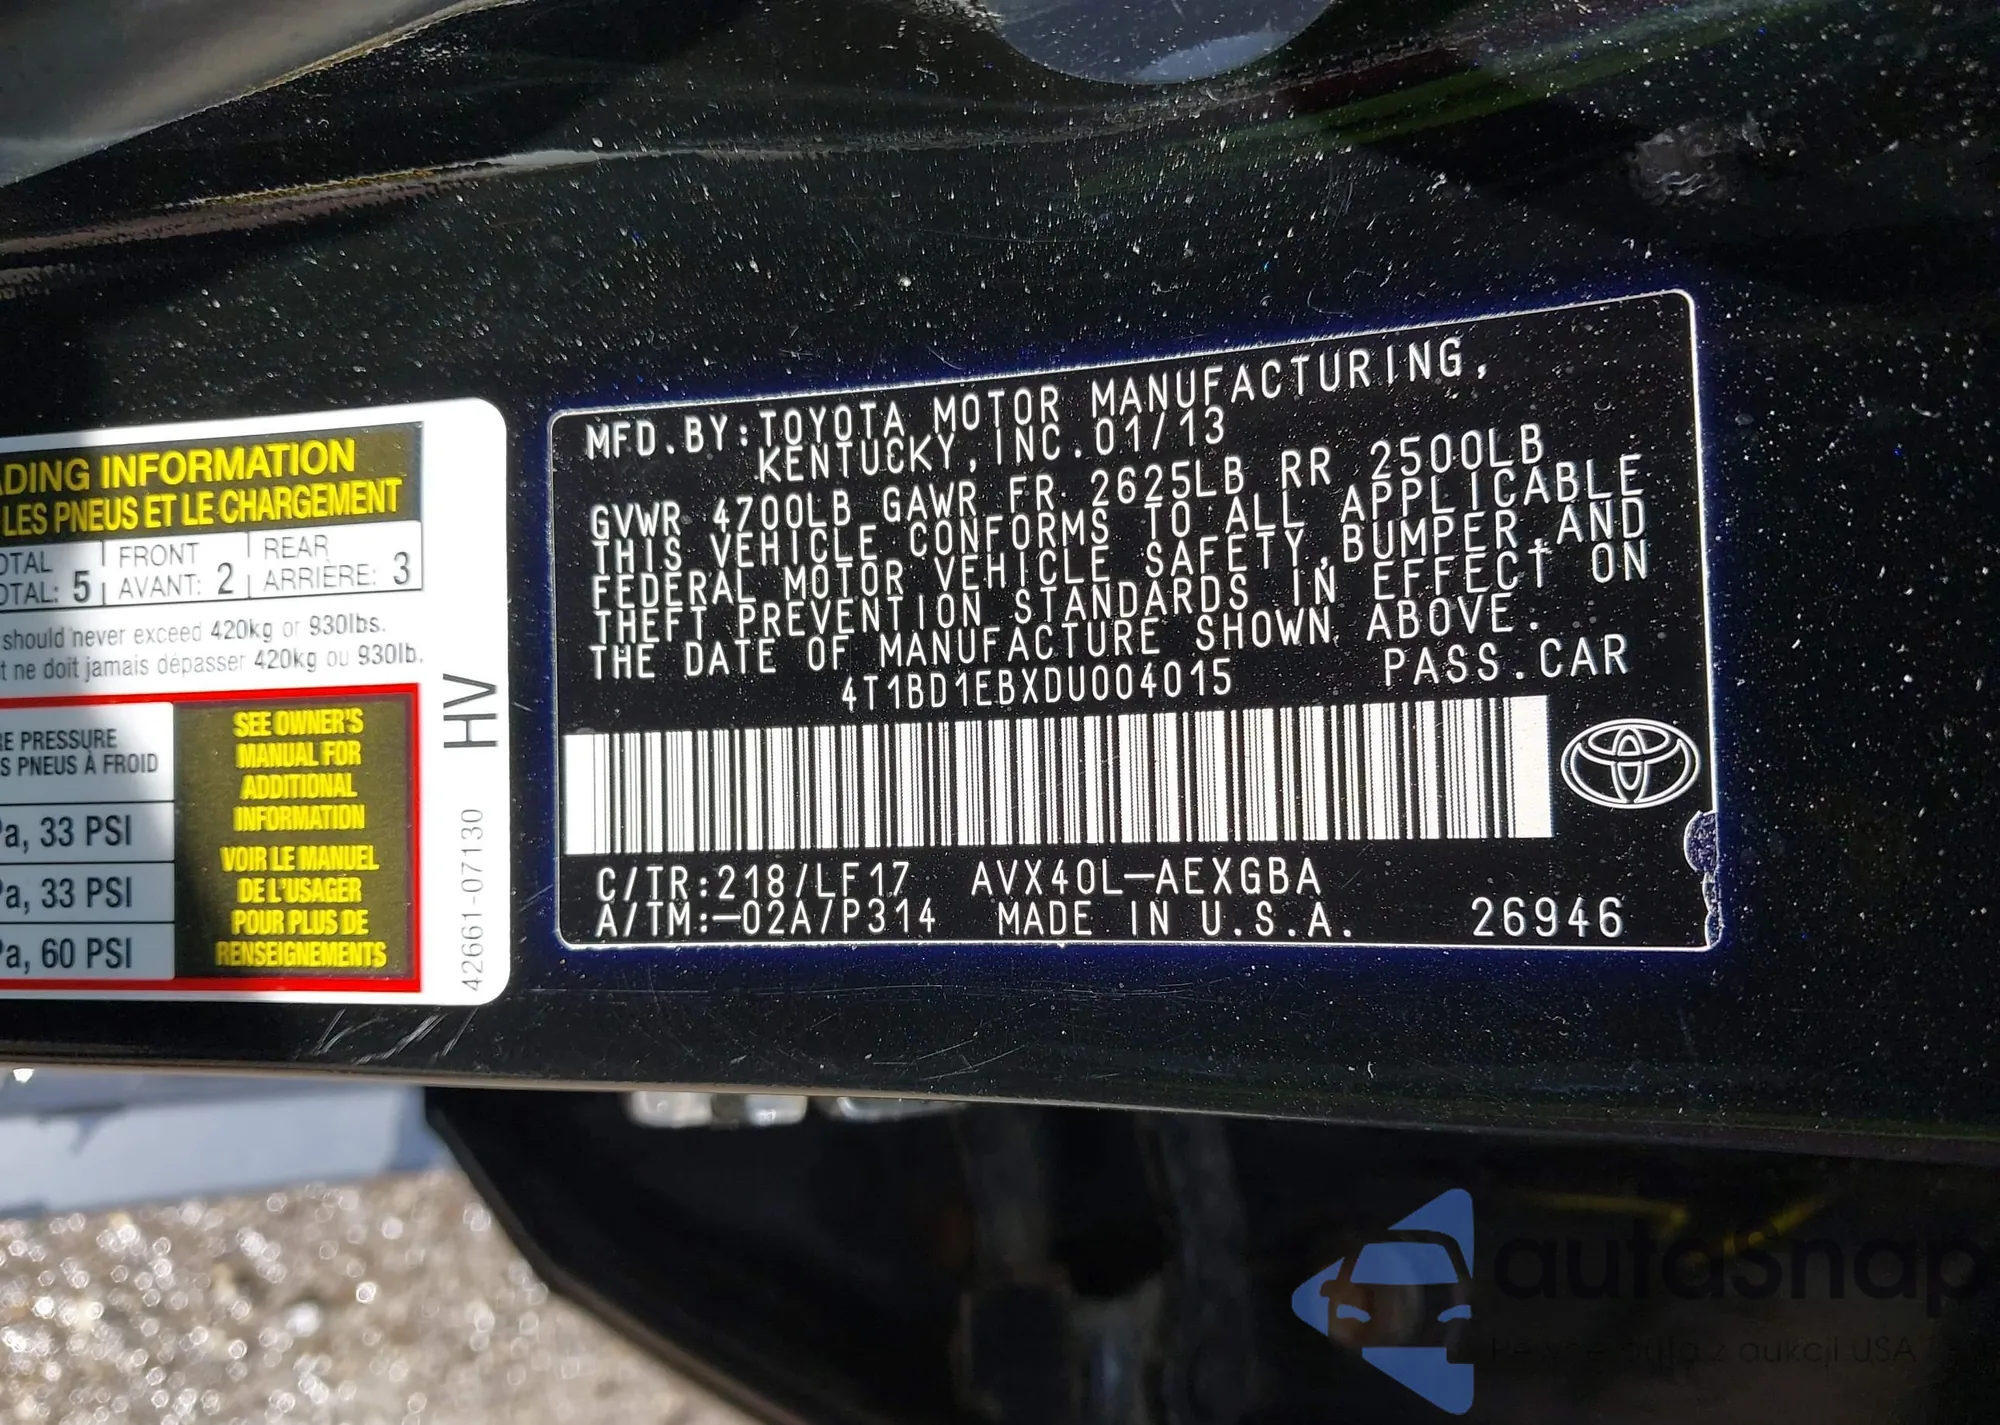 ADING INFORMATION
LES PNEUS ET LE CHARGEMENT
OTAL FRONT REAR
OTAL: 5 AVANT: 2 ARRIÈRE: 3
should never exceed 420kg or 930lbs.
t ne doit jamais dépasser 420kg ou 930lb.
RE PRESSURE
S PNEUS À FROID
Pa, 33 PSI
Pa, 33 PSI
Pa, 60 PSI
SEE OWNER'S
MANUAL FOR
ADDITIONAL
INFORMATION
VOIR LE MANUEL
DE L'USAGER
POUR PLUS DE
RENSEIGNEMENTS
HV
42661-07130
MFD.BY:TOYOTA MOTOR MANUFACTURING,
KENTUCKY,INC.01/13
GVWR 4700LB GAWR FR 2625LB RR 2500LB
THIS VEHICLE CONFORMS TO ALL APPLICABLE
FEDERAL MOTOR VEHICLE SAFETY,BUMPER,AND
THEFT PREVENTION STANDARDS IN EFFECT ON
THE DATE OF MANUFACTURE SHOWN ABOVE.
4T1BD1EBXDU004015 PASS.CAR
C/TR:218/LF17 AVX40L-AEXGBA
A/TM:-02A/P314 MADE IN U.S.A. 26946
autosnap
auto z aukcji USA